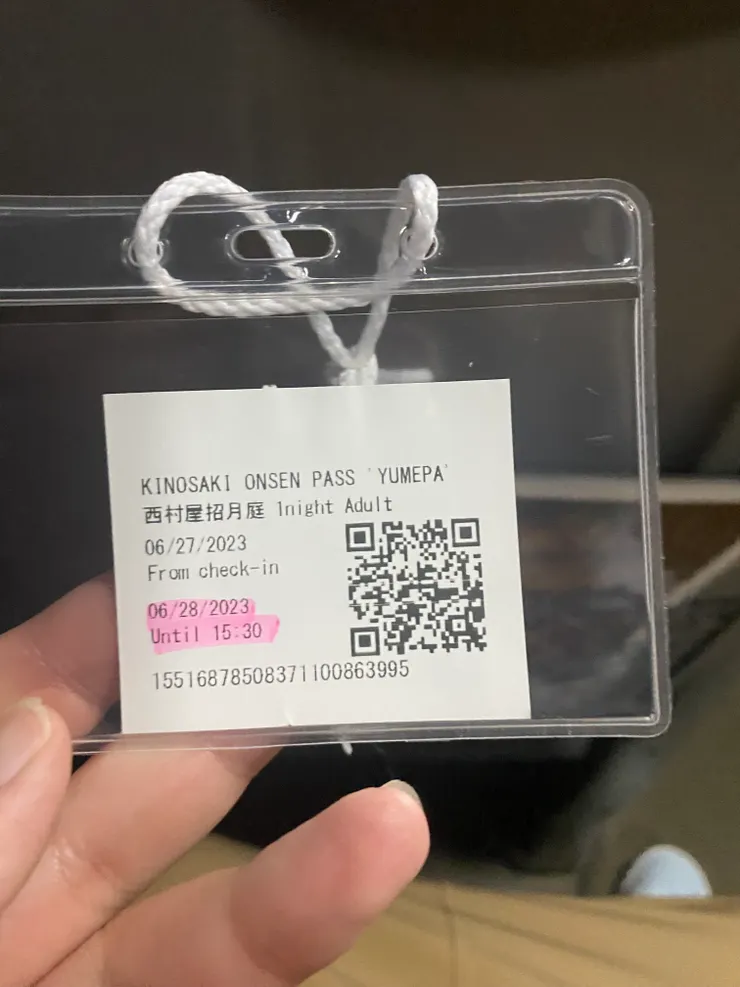 KINOSAKI ONSEN PASS 'YUMEPA'
西村屋招月庭 1night Adult
06/27/2023
From check-in
06/28/2023
Until 15:30
15516878508371100863995